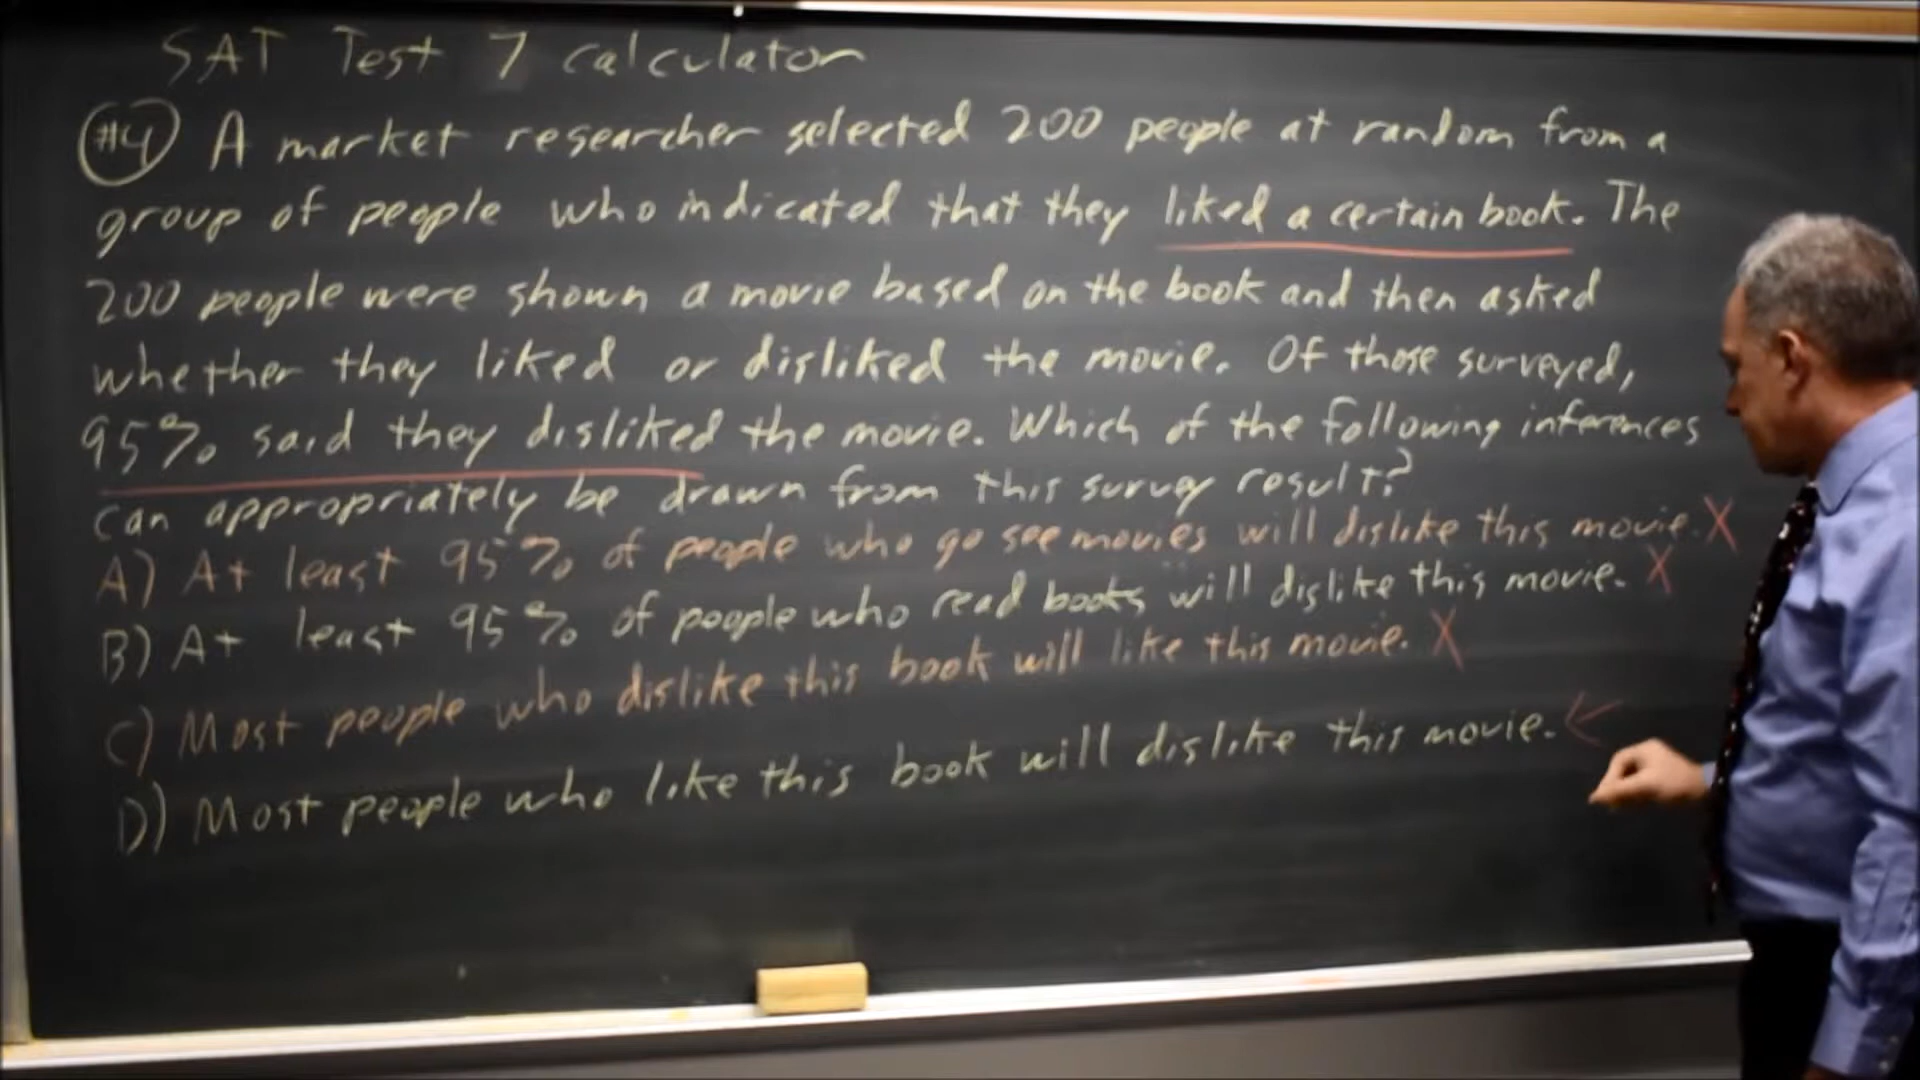 SAT Test 7 calculator
#4 A market researcher selected 200 people at random from a
group of people who indicated that they liked a certain book. The
200 people were shown a movie based on the book and then asked
whether they liked or disliked the movie. Of those surveyed,
95% said they disliked the movie. Which of the following inferences
can appropriately be drawn from this survey result?
A) At least 95% of people who go see movies will dislike this movie. X
B) At least 95% of people who read books will dislike this movie. X
C) Most people who dislike this book will like this movie. X
D) Most people who like this book will dislike this movie. ←